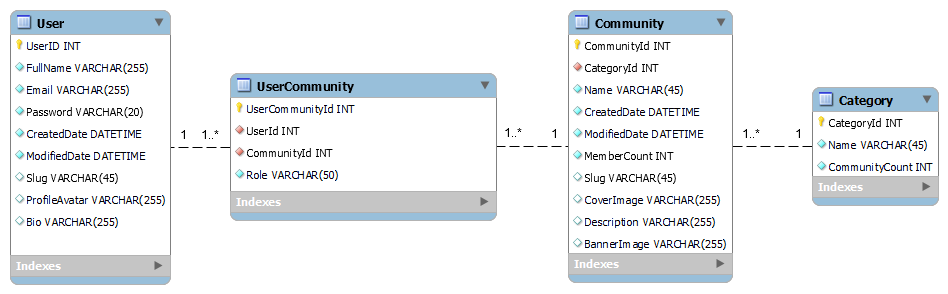 User
UserID INT
FullName VARCHAR(255)
Email VARCHAR(255)
Password VARCHAR(20)
CreatedDate DATETIME
ModifiedDate DATETIME
Slug VARCHAR(45)
ProfileAvatar VARCHAR(255)
Bio VARCHAR(255)
Indexes
1 1..*
UserCommunity
UserCommunityId INT
UserId INT
CommunityId INT
Role VARCHAR(50)
Indexes
1..* 1
Community
CommunityId INT
CategoryId INT
Name VARCHAR(45)
CreatedDate DATETIME
ModifiedDate DATETIME
MemberCount INT
Slug VARCHAR(45)
CoverImage VARCHAR(255)
Description VARCHAR(255)
BannerImage VARCHAR(255)
Indexes
1..* 1
Category
CategoryId INT
Name VARCHAR(45)
CommunityCount INT
Indexes